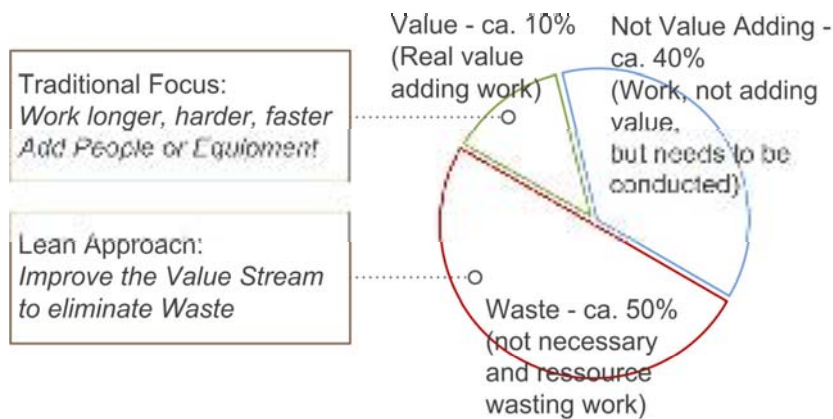 Value - ca. 10%
(Real value
adding work)
Not Value Adding -
ca. 40%
(Work, not adding
value,
but needs to be
conducted)
Traditional Focus:
Work longer, harder, faster
Add People or Equipment
Lean Approach:
Improve the Value Stream
to eliminate Waste
Waste - ca. 50%
(not necessary
and ressource
wasting work)